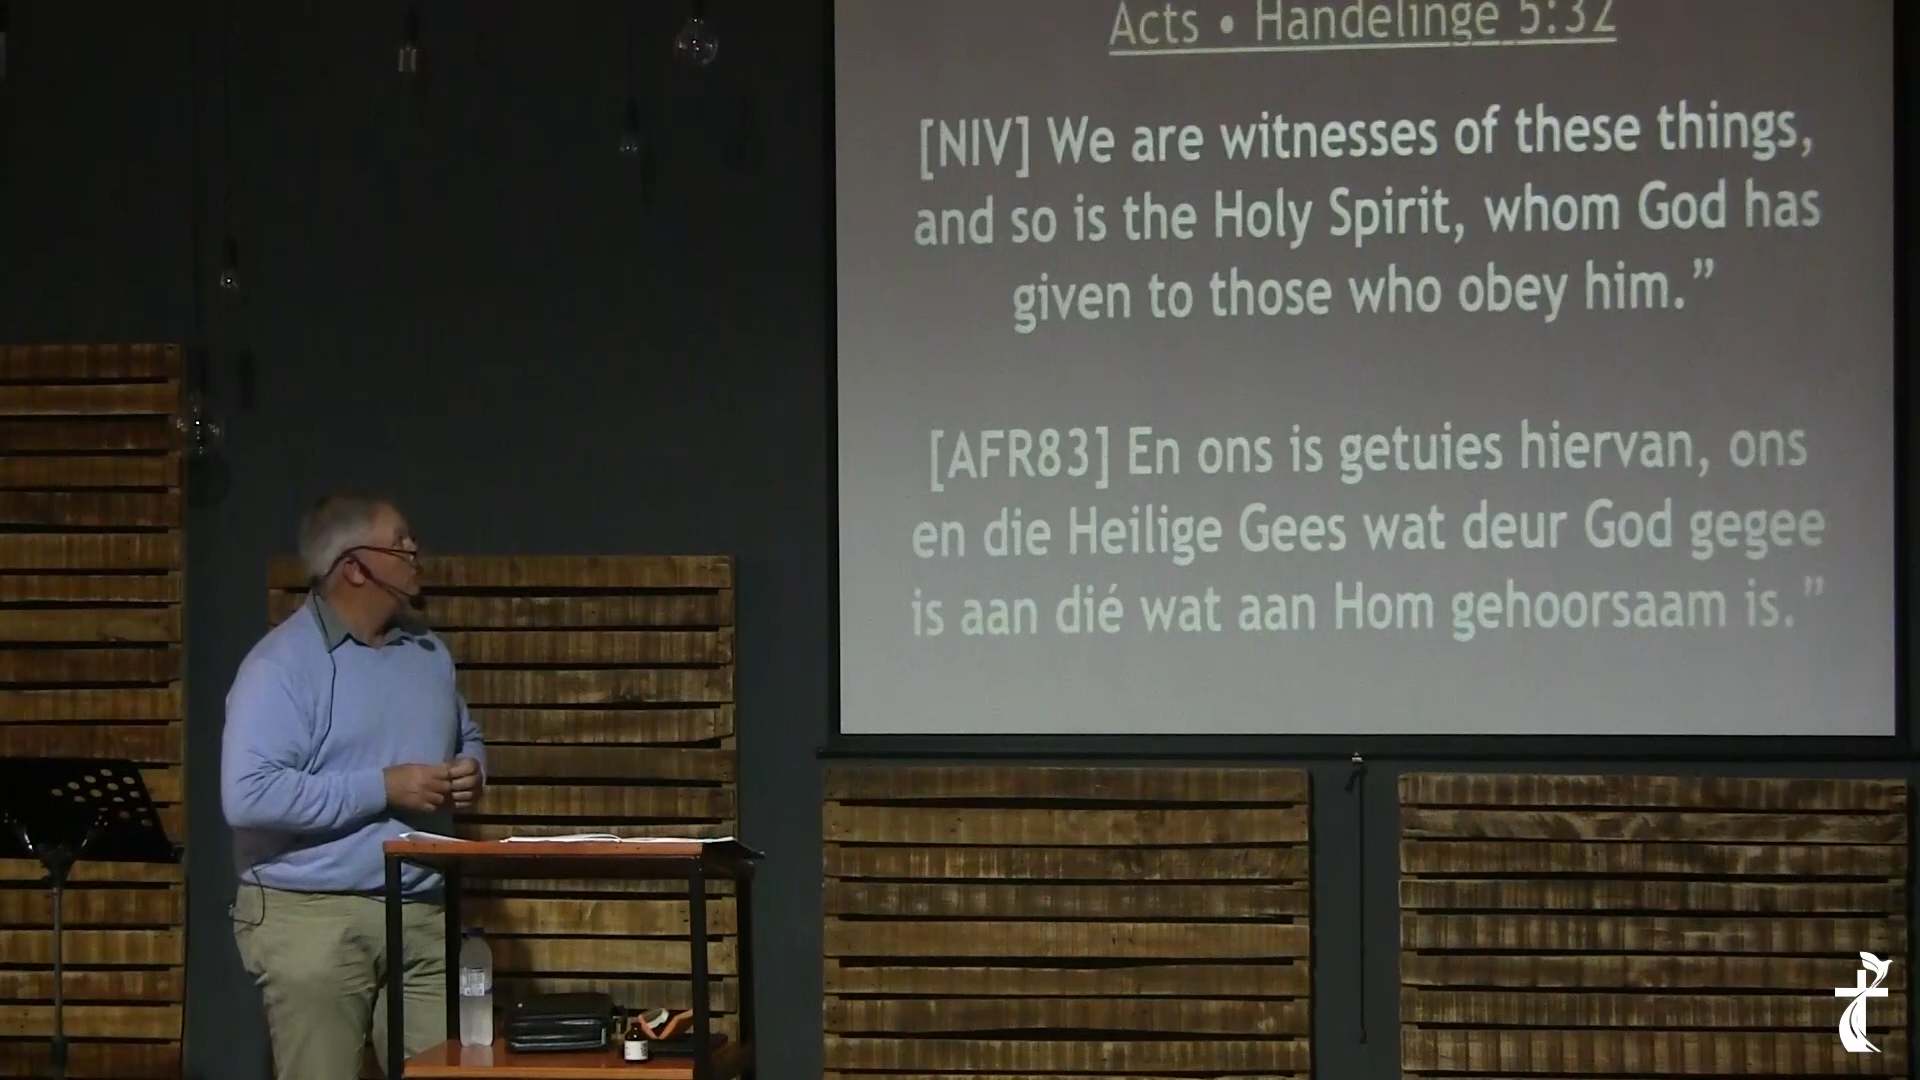 Acts • Handelinge 5:32
[NIV] We are witnesses of these things,
and so is the Holy Spirit, whom God has
given to those who obey him.”
[AFR83] En ons is getuies hiervan, ons
en die Heilige Gees wat deur God gegee
is aan dié wat aan Hom gehoorsaam is.”